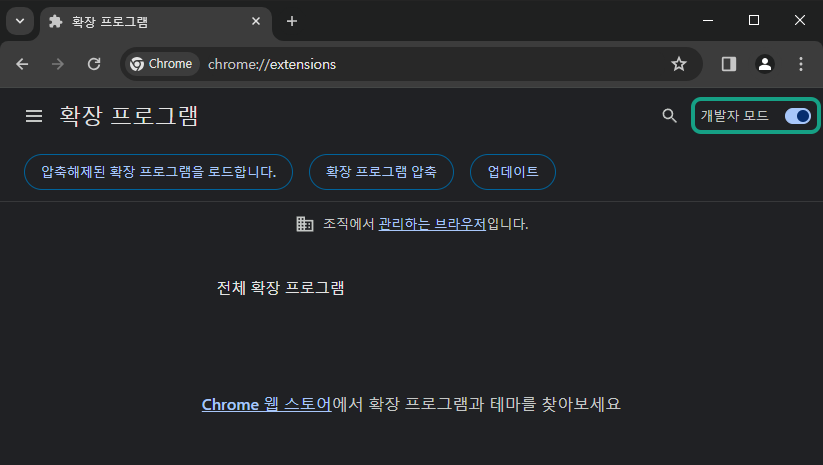 확장 프로그램
Chrome chrome://extensions
확장 프로그램 개발자 모드
압축해제된 확장 프로그램을 로드합니다. 확장 프로그램 압축 업데이트
조직에서 관리하는 브라우저입니다.
전체 확장 프로그램
Chrome 웹 스토어에서 확장 프로그램과 테마를 찾아보세요